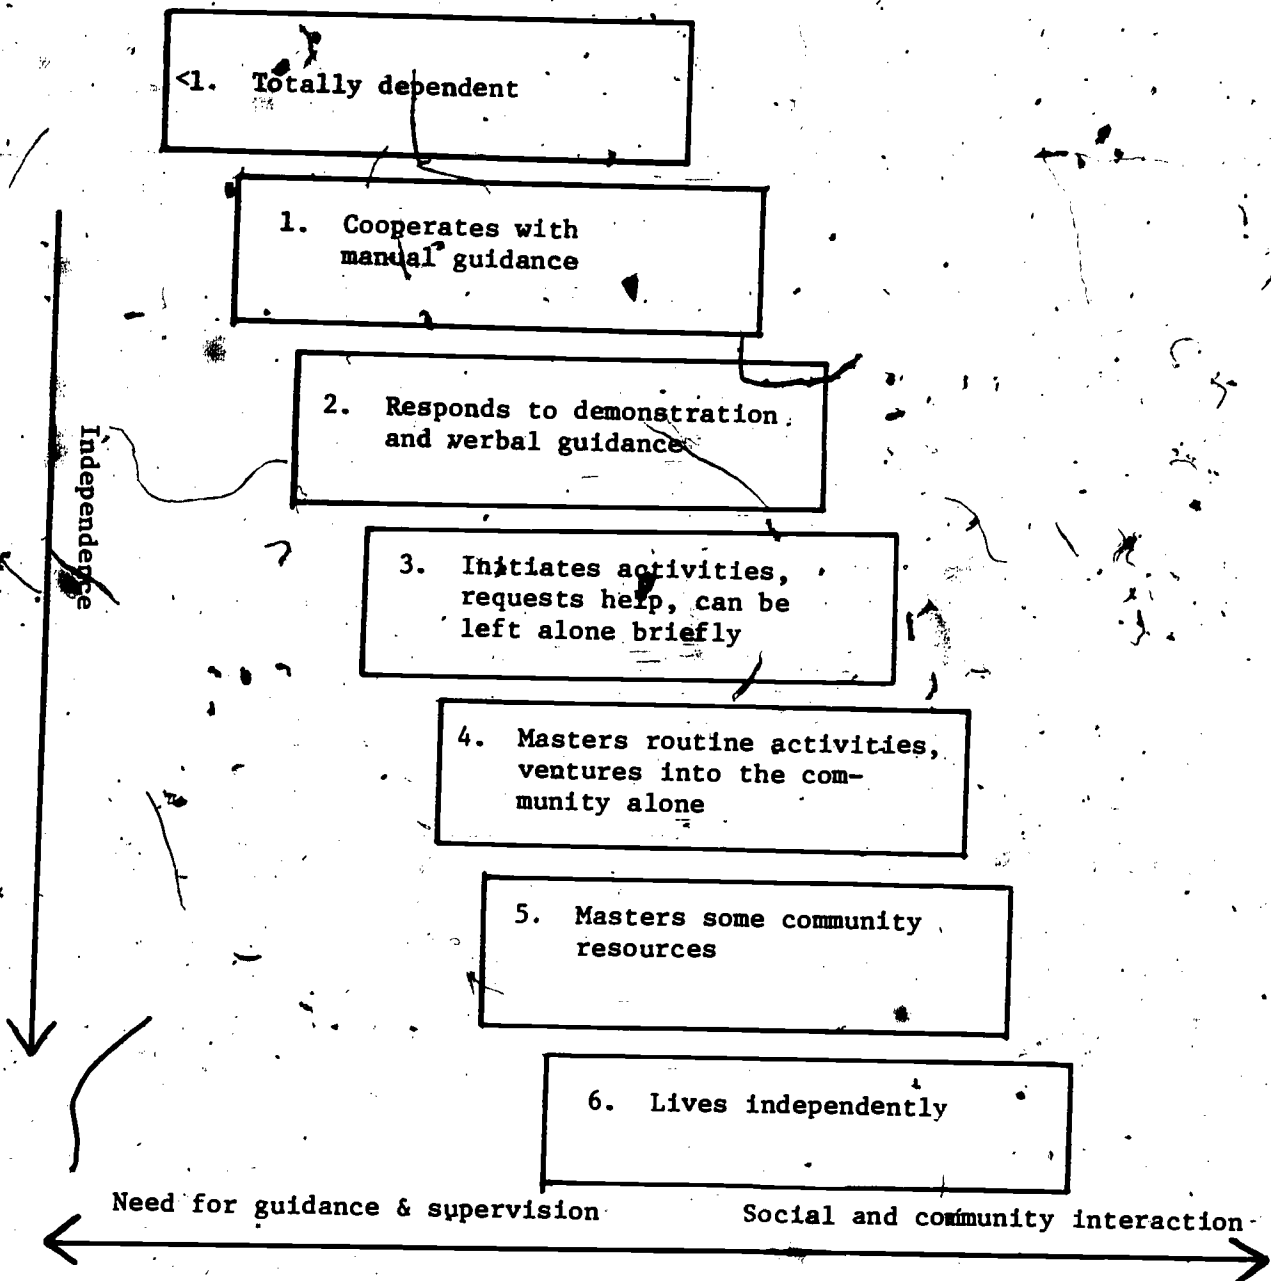 <1. Totally dependent
1. Cooperates with
manual guidance
2. Responds to demonstration
and verbal guidance
3. Initiates activities,
requests help, can be
left alone briefly
4. Masters routine activities,
ventures into the com-
munity alone
5. Masters some community
resources
6. Lives independently
Independence
Need for guidance & supervision
Social and community interaction